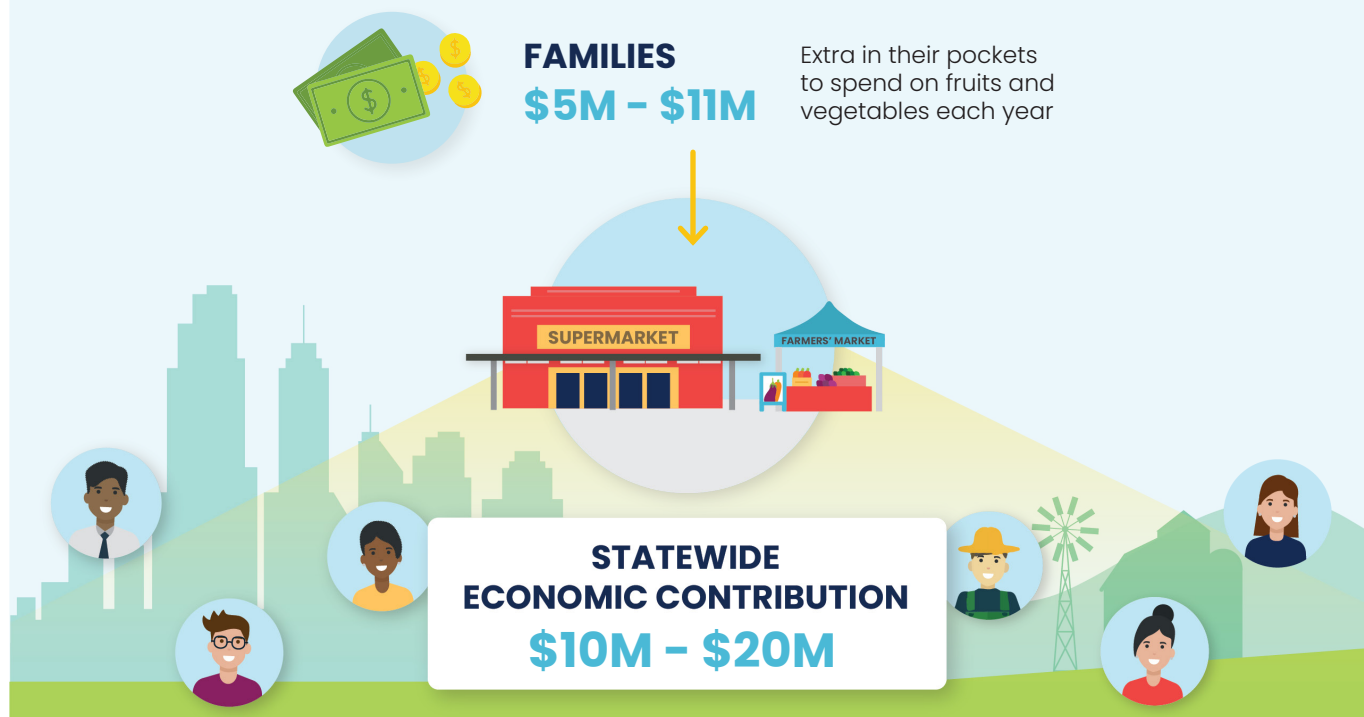 FAMILIES
$5M - $11M
Extra in their pockets
to spend on fruits and
vegetables each year
SUPERMARKET
FARMERS' MARKET
STATEWIDE
ECONOMIC CONTRIBUTION
$10M - $20M